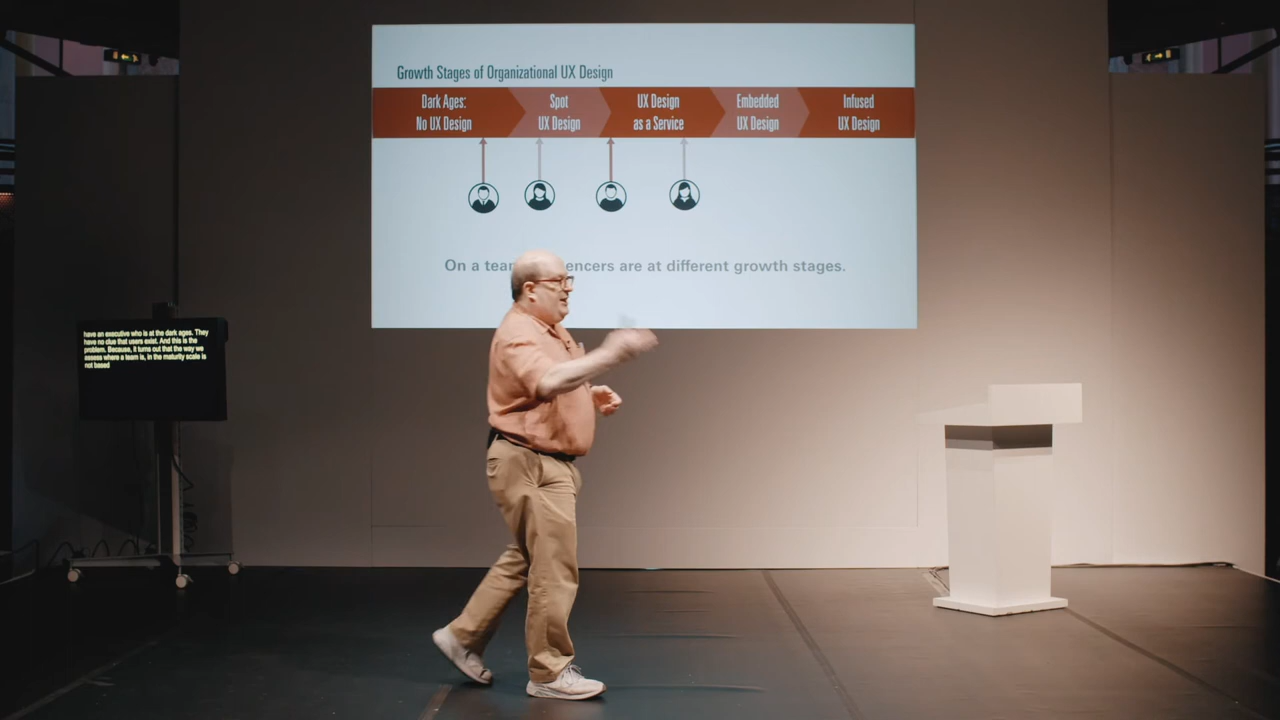 Growth Stages of Organizational UX Design
Dark Ages:
No UX Design
Spot
UX Design
UX Design
as a Service
Embedded
UX Design
Infused
UX Design
On a team encers are at different growth stages.
have an executive who is at the dark ages. They
have no clue that users exist. And this is the
problem. Because, it turns out that the way we
assess where a team is, in the maturity scale is
not based